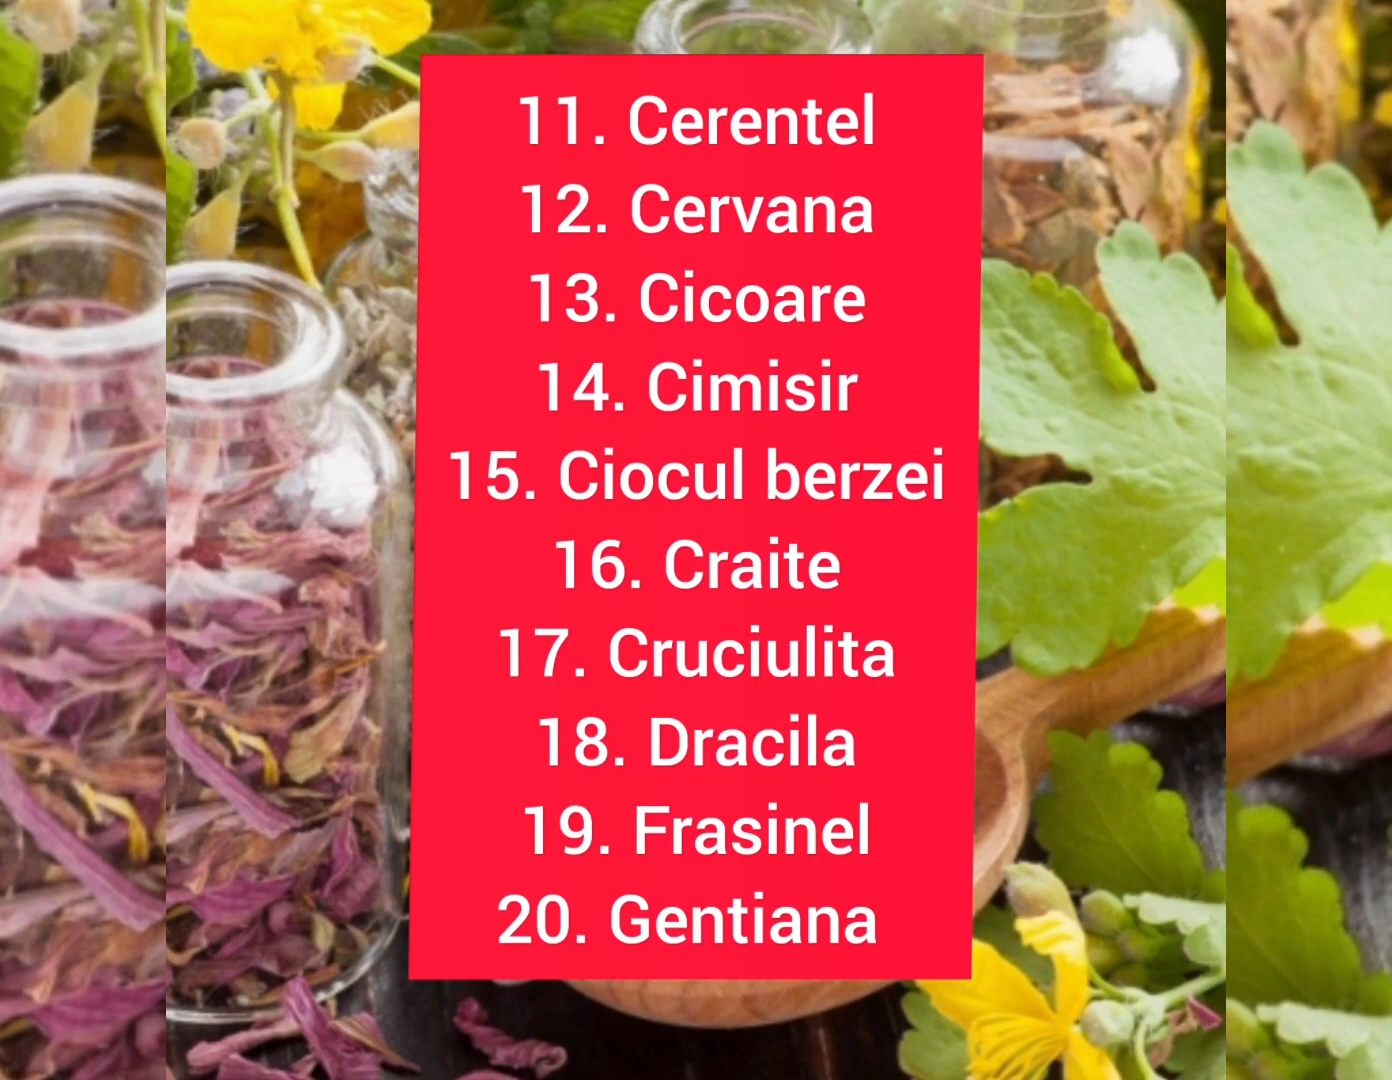 11. Cerentel
12. Cervana
13. Cicoare
14. Cimisir
15. Ciocul berzei
16. Craite
17. Cruciulita
18. Dracila
19. Frasinel
20. Gentiana